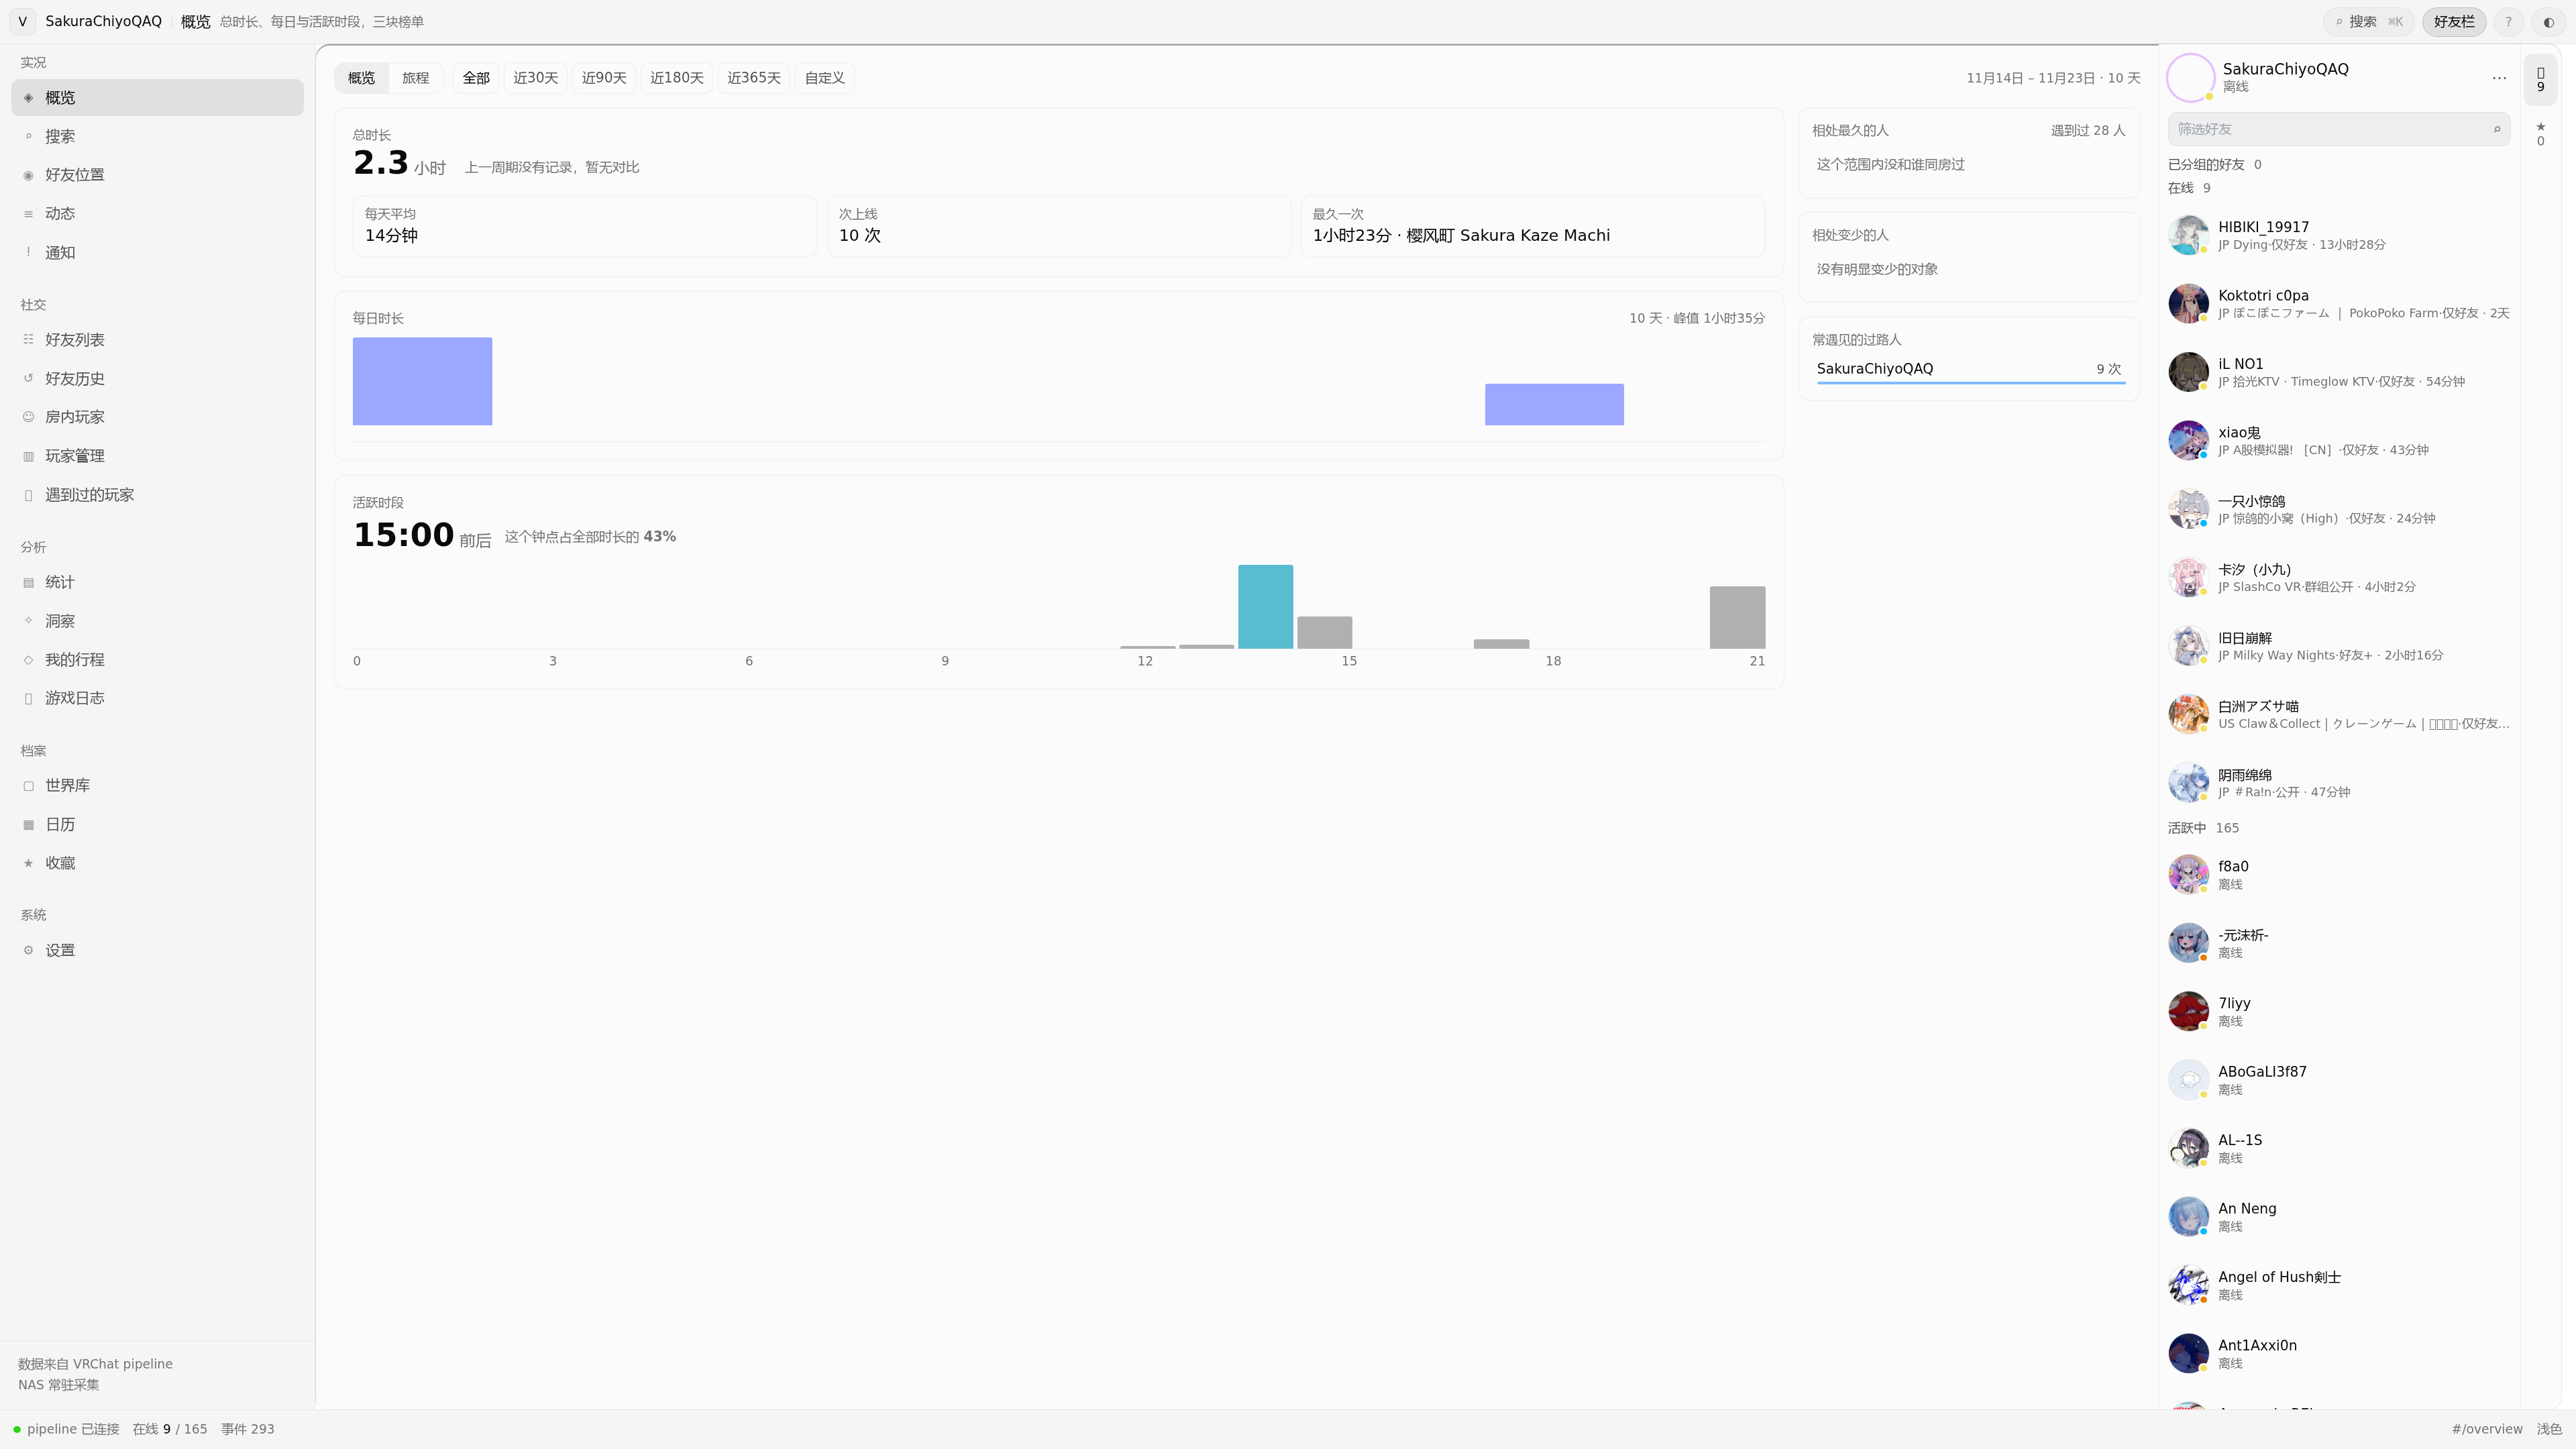 V SakuraChiyoQAQ 概览 总时长、每日与活跃时段，三块榜单
搜索 ⌘K 好友栏 ?
实况
概览
搜索
好友位置
动态
通知
社交
好友列表
好友历史
房内玩家
玩家管理
遇到过的玩家
分析
统计
洞察
我的行程
游戏日志
档案
世界库
日历
收藏
系统
设置
数据来自 VRChat pipeline
NAS 常驻采集
概览 旅程 全部 近30天 近90天 近180天 近365天 自定义
11月14日 – 11月23日 · 10 天
总时长
2.3 小时 上一周期没有记录，暂无对比
每天平均
14分钟
次上线
10 次
最久一次
1小时23分 · 樱风町 Sakura Kaze Machi
每日时长
10 天 · 峰值 1小时35分
活跃时段
15:00 前后 这个钟点占全部时长的 43%
0 3 6 9 12 15 18 21
相处最久的人 遇到过 28 人
这个范围内没和谁同房过
相处变少的人
没有明显变少的对象
常遇见的过路人
SakuraChiyoQAQ 9 次
SakuraChiyoQAQ
离线
…
9
★
0
筛选好友
已分组的好友 0
在线 9
HIBIKI_19917
JP Dying·仅好友 · 13小时28分
Koktotri c0pa
JP ぽこぽこファーム ｜ PokoPoko Farm·仅好友 · 2天
iL NO1
JP 拾光KTV · Timeglow KTV·仅好友 · 54分钟
xiao鬼
JP A股模拟器！［CN］·仅好友 · 43分钟
一只小惊鸽
JP 惊鸽的小窝（High）·仅好友 · 24分钟
卡汐（小九）
JP SlashCo VR·群组公开 · 4小时2分
旧日崩解
JP Milky Way Nights·好友+ · 2小时16分
白洲アズサ喵
US Claw＆Collect | クレーンゲーム | ▯▯▯▯·仅好友…
阴雨绵绵
JP ＃Ra!n·公开 · 47分钟
活跃中 165
f8a0
离线
-元沫祈-
离线
7liyy
离线
ABoGaLI3f87
离线
AL--1S
离线
An Neng
离线
Angel of Hush剣士
离线
Ant1Axxi0n
离线
pipeline 已连接 在线 9 / 165 事件 293
#/overview 浅色